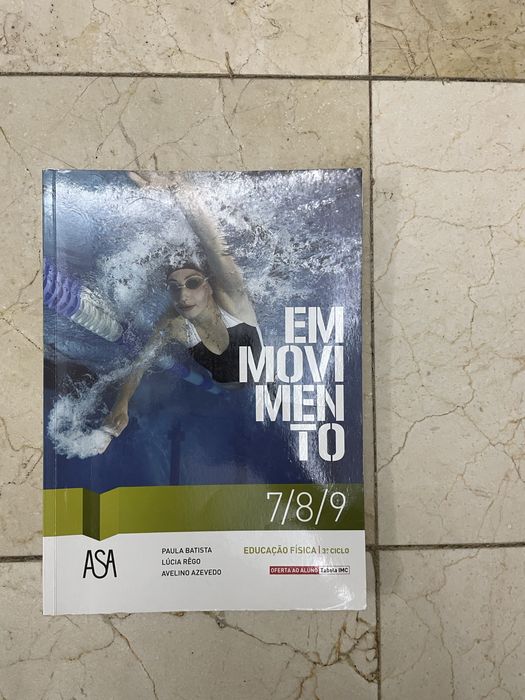 EM
MOVI
MEN
TO
7/8/9
ASA
PAULA BATISTA
LÚCIA RÊGO
AVELINO AZEVEDO
EDUCAÇÃO FÍSICA | 3.º CICLO
OFERTA AO ALUNO Tabela IMC